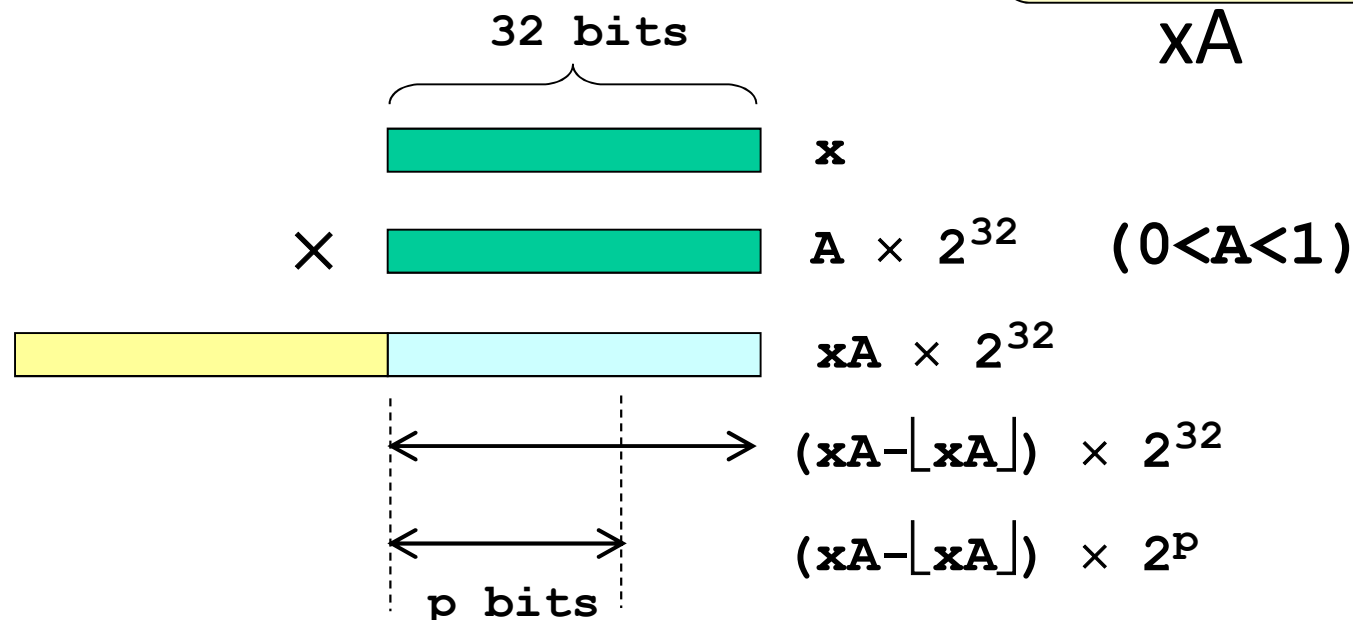 32 bits
xA
x
× A × 2³² (0<A<1)
xA × 2³²
(xA-⌊xA⌋) × 2³²
(xA-⌊xA⌋) × 2ᵖ
p bits